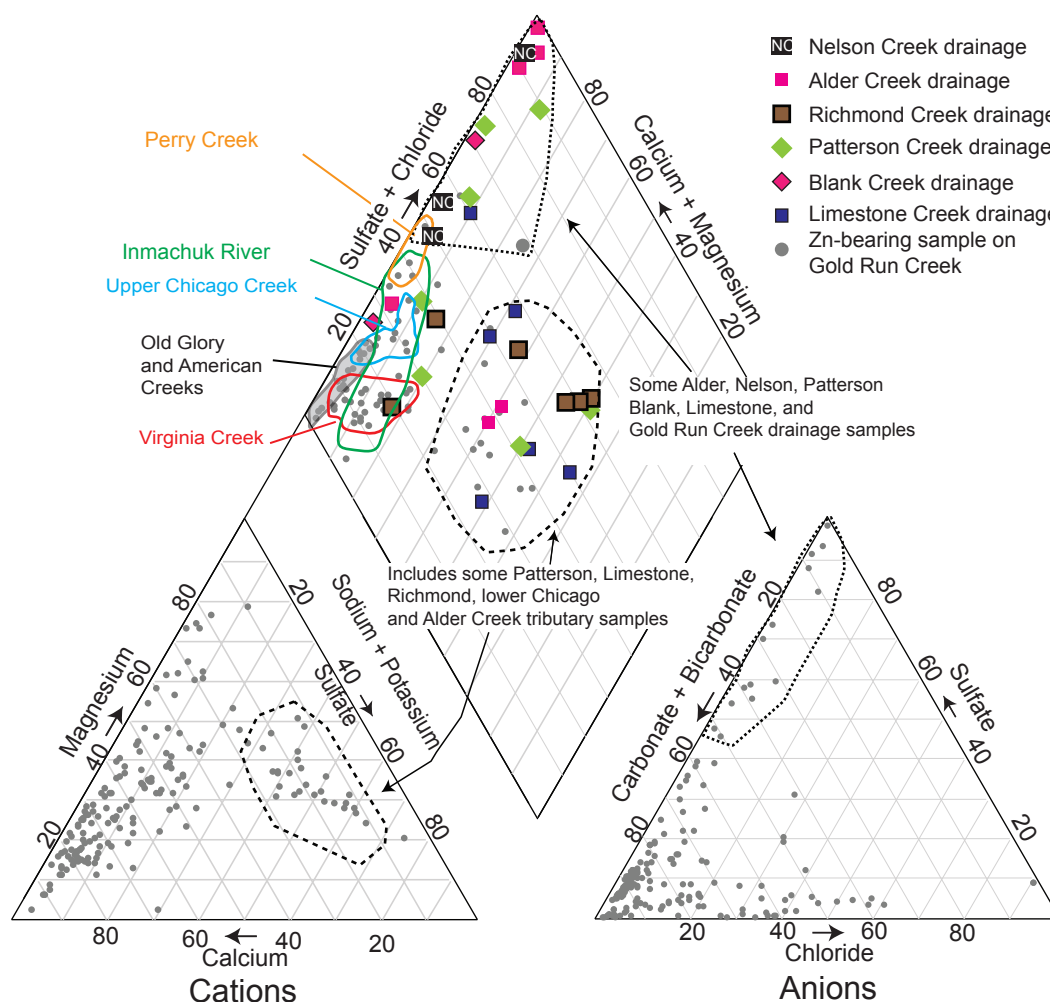 NC
Nelson Creek drainage
Alder Creek drainage
Richmond Creek drainage
Patterson Creek drainage
Blank Creek drainage
Limestone Creek drainage
Zn-bearing sample on
Gold Run Creek
NC
NC
NC
Perry Creek
Inmachuk River
Upper Chicago Creek
Old Glory
and American
Creeks
Virginia Creek
Sulfate + Chloride
20
40
60
80
Calcium + Magnesium
80
60
40
20
Some Alder, Nelson, Patterson
Blank, Limestone, and
Gold Run Creek drainage samples
Includes some Patterson, Limestone,
Richmond, lower Chicago
and Alder Creek tributary samples
Magnesium
20
40
60
80
Sodium + Potassium
Sulfate
20
40
60
80
80
60
40
20
Calcium
Cations
Carbonate + Bicarbonate
20
40
60
80
Sulfate
80
60
40
20
20
40
60
80
Chloride
Anions